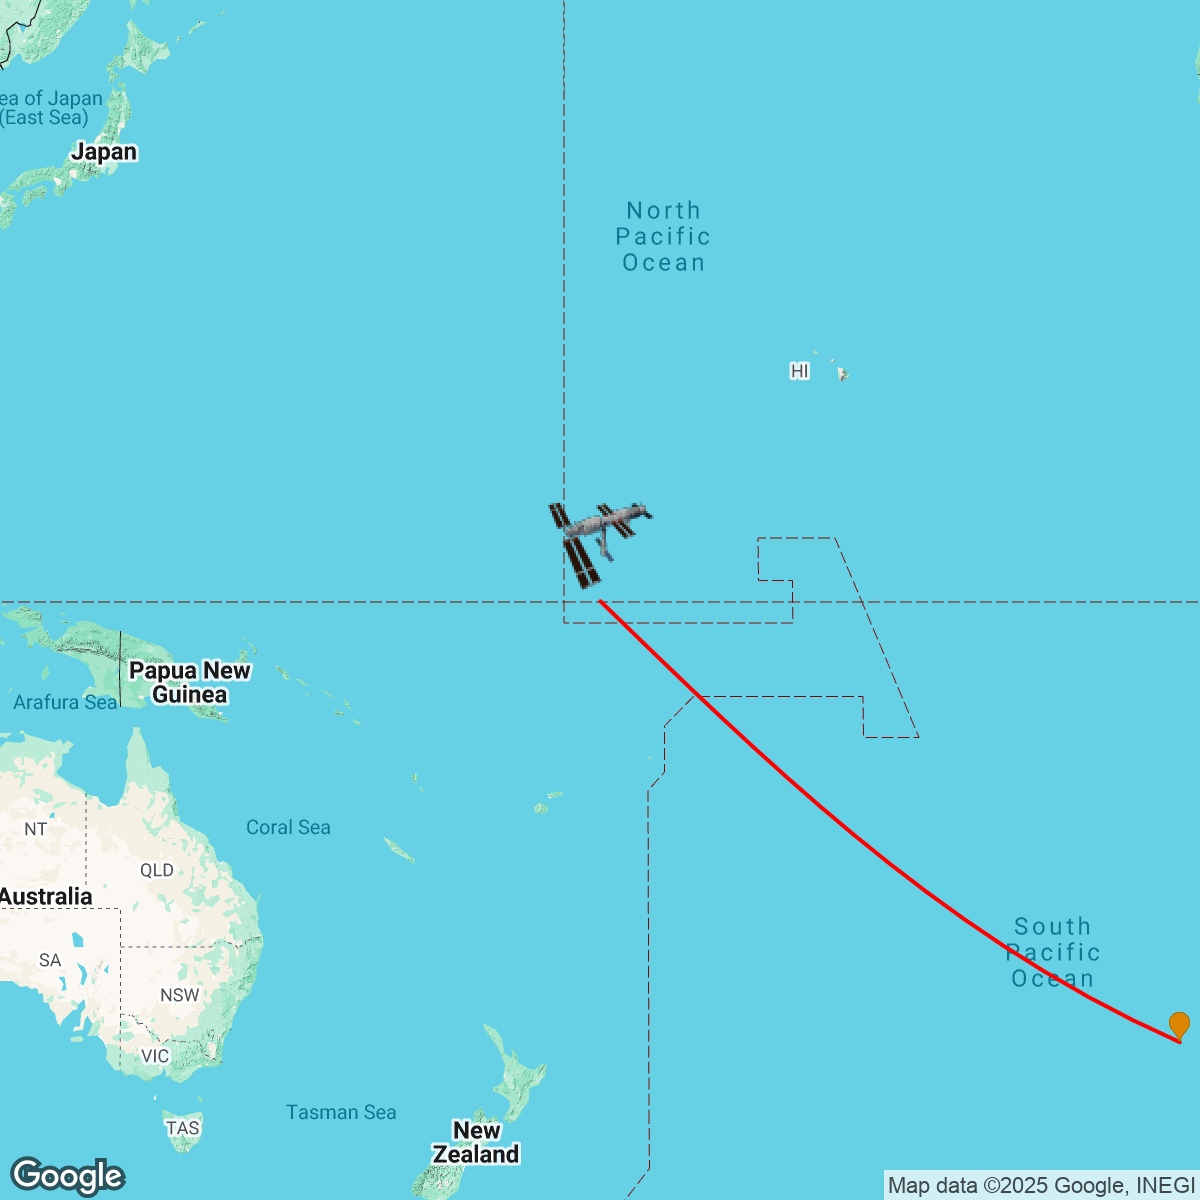 ea of Japan
(East Sea)
Japan
North
Pacific
Ocean
HI
Papua New
Guinea
Arafura Sea
Coral Sea
NT
QLD
Australia
South
Pacific
Ocean
SA
NSW
VIC
Tasman Sea
TAS
New
Zealand
Google
Map data ©2025 Google, INEGI